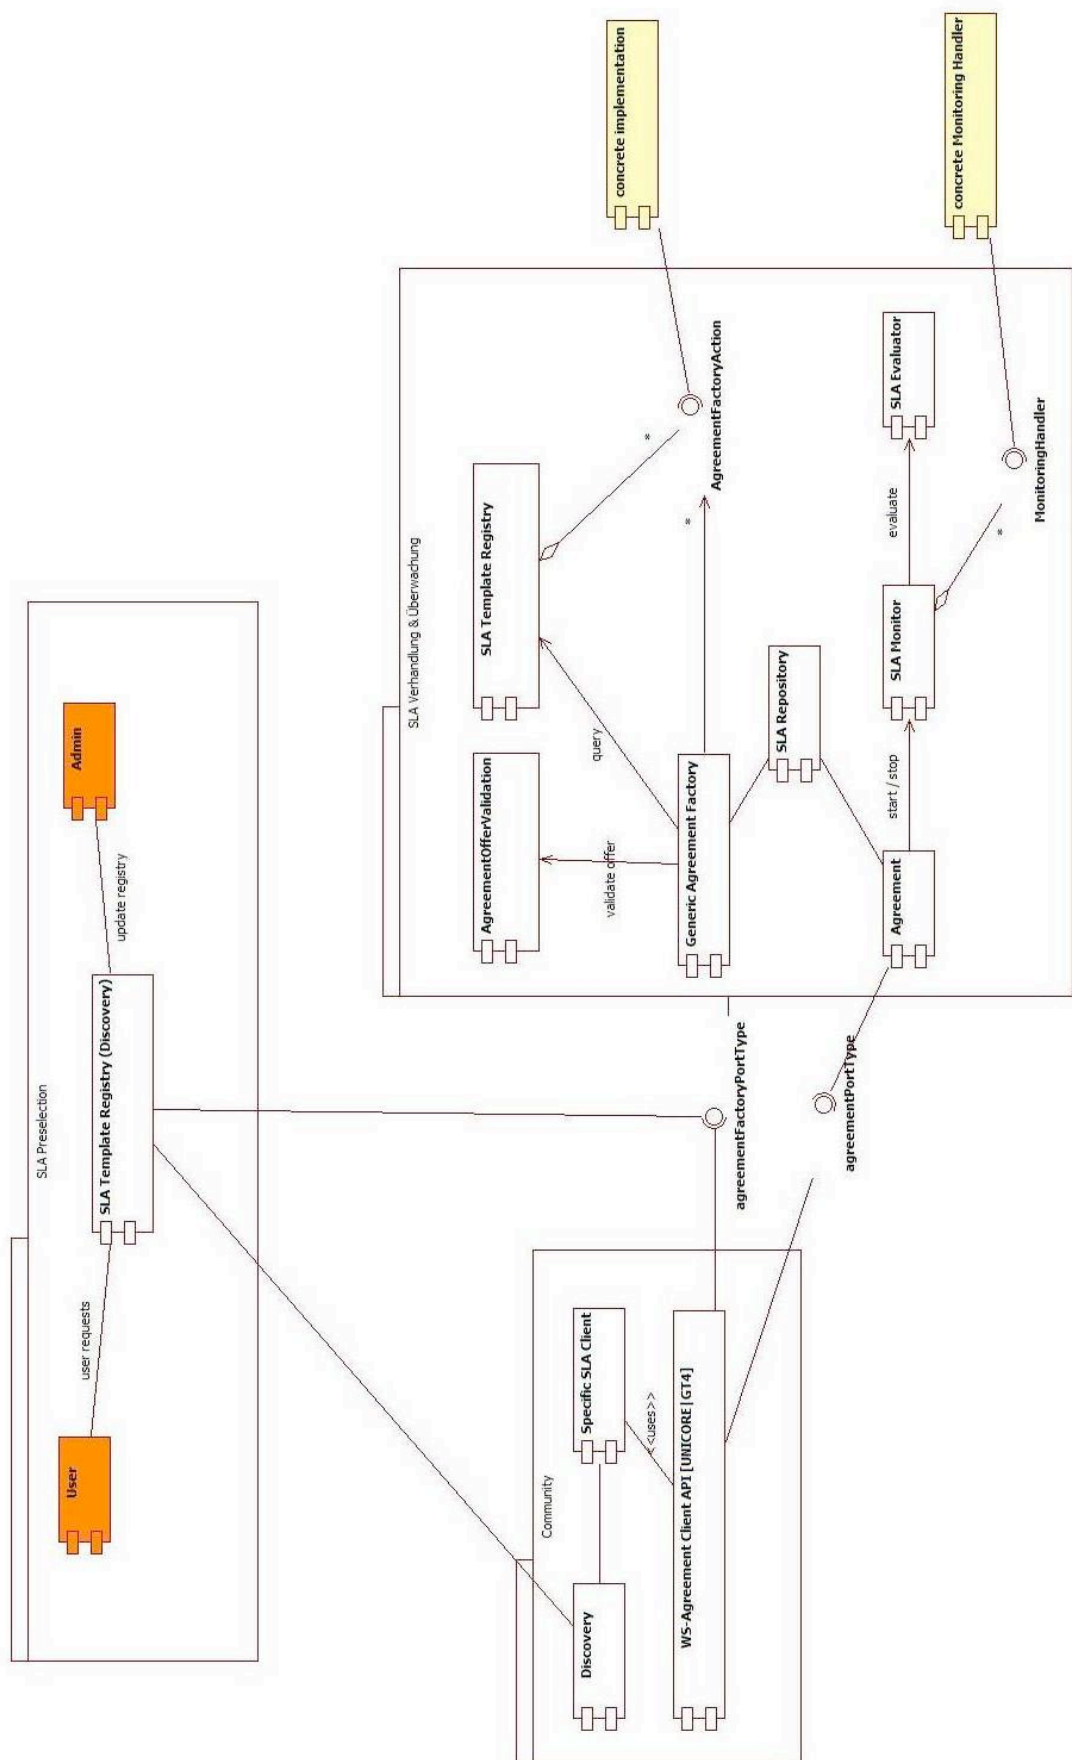 SLA Preselection
User
user requests
SLA Template Registry (Discovery)
update registry
Admin
Community
Discovery
Specific SLA Client
<<uses>>
WS-Agreement Client API [UNICORE|GT4]
agreementFactoryPortType
agreementPortType
SLA Verhandlung & Überwachung
AgreementOfferValidation
SLA Template Registry
validate offer
query
*
Generic Agreement Factory
*
AgreementFactoryAction
SLA Repository
Agreement
start / stop
SLA Monitor
evaluate
SLA Evaluator
*
MonitoringHandler
concrete implementation
concrete Monitoring Handler